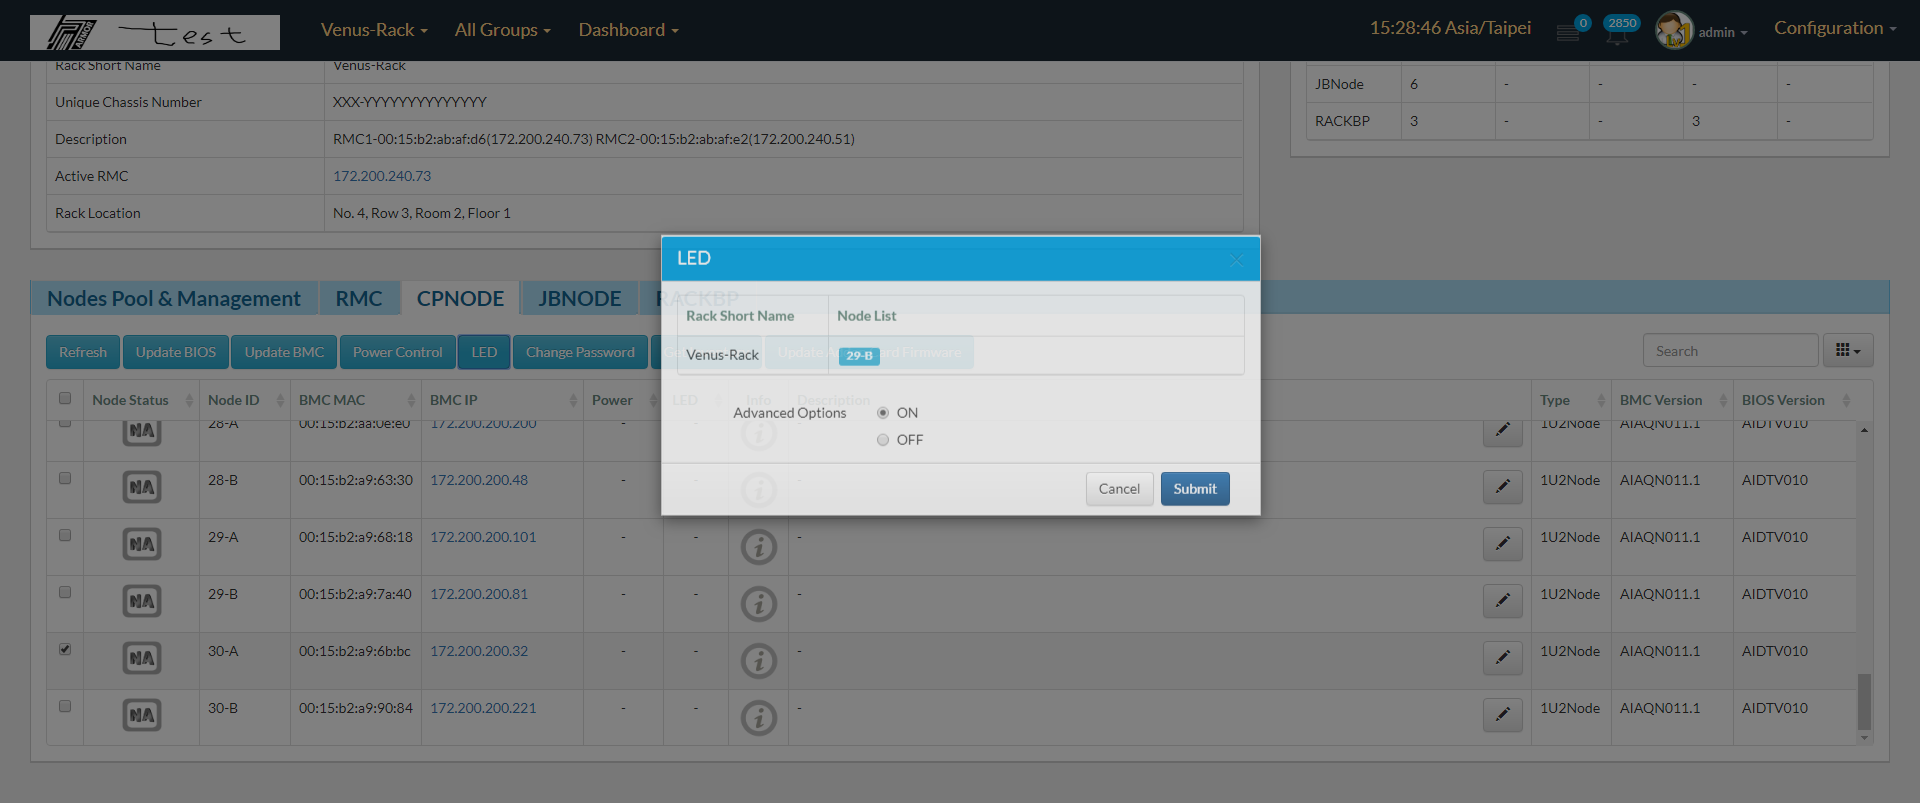 ARMOR test Venus-Rack All Groups Dashboard 15:28:46 Asia/Taipei 0 2850 admin Configuration
Rack Short Name Venus-Rack
Unique Chassis Number XXX-YYYYYYYYYYYYYY
Description RMC1-00:15:b2:ab:af:d6(172.200.240.73) RMC2-00:15:b2:ab:af:e2(172.200.240.51)
Active RMC 172.200.240.73
Rack Location No. 4, Row 3, Room 2, Floor 1
JBNode 6 - - - -
RACKBP 3 - - 3 -
LED
Rack Short Name Node List
Venus-Rack 29-B
Advanced Options ON
OFF
Cancel Submit
Nodes Pool & Management RMC CPNODE JBNODE RACKBP
Refresh Update BIOS Update BMC Power Control LED Change Password Search
Node Status Node ID BMC MAC BMC IP Power LED Info Description Type BMC Version BIOS Version
NA 28-A 00:15:b2:aa:0e:e0 172.200.200.200 - - 1U2Node AIAQN011.1 AIDTV010
NA 28-B 00:15:b2:a9:63:30 172.200.200.48 - - - 1U2Node AIAQN011.1 AIDTV010
NA 29-A 00:15:b2:a9:68:18 172.200.200.101 - - - 1U2Node AIAQN011.1 AIDTV010
NA 29-B 00:15:b2:a9:7a:40 172.200.200.81 - - - 1U2Node AIAQN011.1 AIDTV010
NA 30-A 00:15:b2:a9:6b:bc 172.200.200.32 - - - 1U2Node AIAQN011.1 AIDTV010
NA 30-B 00:15:b2:a9:90:84 172.200.200.221 - - - 1U2Node AIAQN011.1 AIDTV010